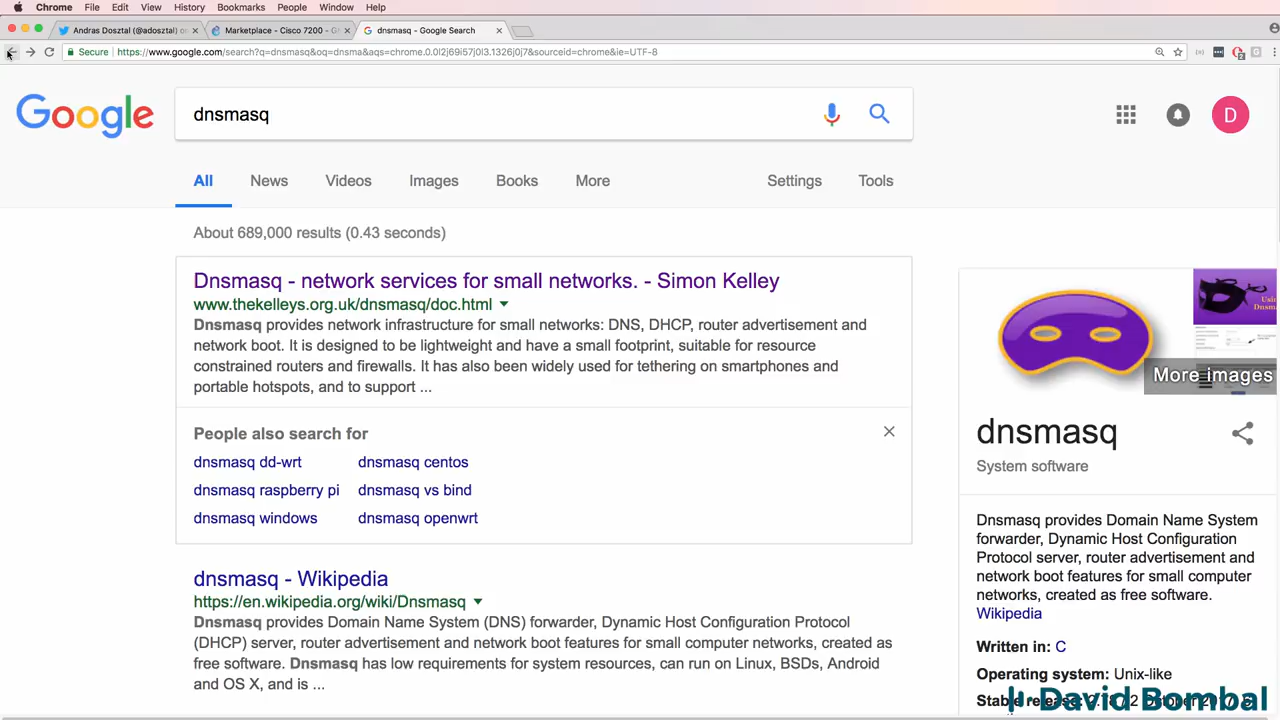 Chrome File Edit View History Bookmarks People Window Help
Andras Dosztal (@adosztal) on × Marketplace - Cisco 7200 - G × dnsmasq - Google Search ×
Secure https://www.google.com/search?q=dnsmasq&oq=dnsma&aqs=chrome.0.0l2j69i57j0l3.1326j0j7&sourceid=chrome&ie=UTF-8
Google dnsmasq D
All News Videos Images Books More Settings Tools
About 689,000 results (0.43 seconds)
Dnsmasq - network services for small networks. - Simon Kelley
www.thekelleys.org.uk/dnsmasq/doc.html
Dnsmasq provides network infrastructure for small networks: DNS, DHCP, router advertisement and
network boot. It is designed to be lightweight and have a small footprint, suitable for resource
constrained routers and firewalls. It has also been widely used for tethering on smartphones and
portable hotspots, and to support ...
People also search for
dnsmasq dd-wrt dnsmasq centos
dnsmasq raspberry pi dnsmasq vs bind
dnsmasq windows dnsmasq openwrt
dnsmasq - Wikipedia
https://en.wikipedia.org/wiki/Dnsmasq
Dnsmasq provides Domain Name System (DNS) forwarder, Dynamic Host Configuration Protocol
(DHCP) server, router advertisement and network boot features for small computer networks, created as
free software. Dnsmasq has low requirements for system resources, can run on Linux, BSDs, Android
and OS X, and is ...
Dnsm
More images
dnsmasq
System software
Dnsmasq provides Domain Name System
forwarder, Dynamic Host Configuration
Protocol server, router advertisement and
network boot features for small computer
networks, created as free software.
Wikipedia
Written in: C
Operating system: Unix-like
Stable release:
David Bombal